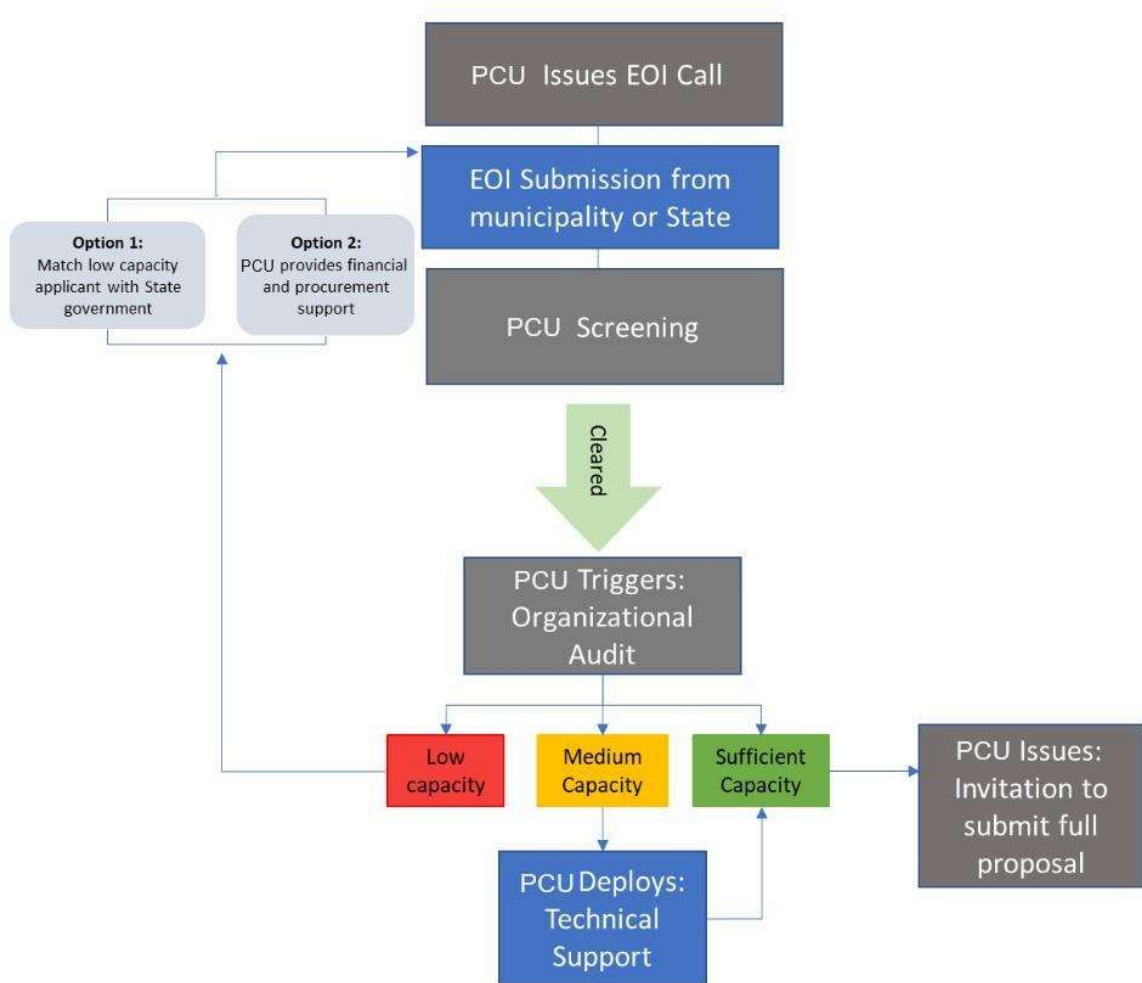 PCU Issues EOI Call
EOI Submission from
municipality or State
Option 1:
Match low capacity
applicant with State
government
Option 2:
PCU provides financial
and procurement
support
PCU Screening
Cleared
PCU Triggers:
Organizational
Audit
Low
capacity
Medium
Capacity
Sufficient
Capacity
PCU Issues:
Invitation to
submit full
proposal
PCU Deploys:
Technical
Support